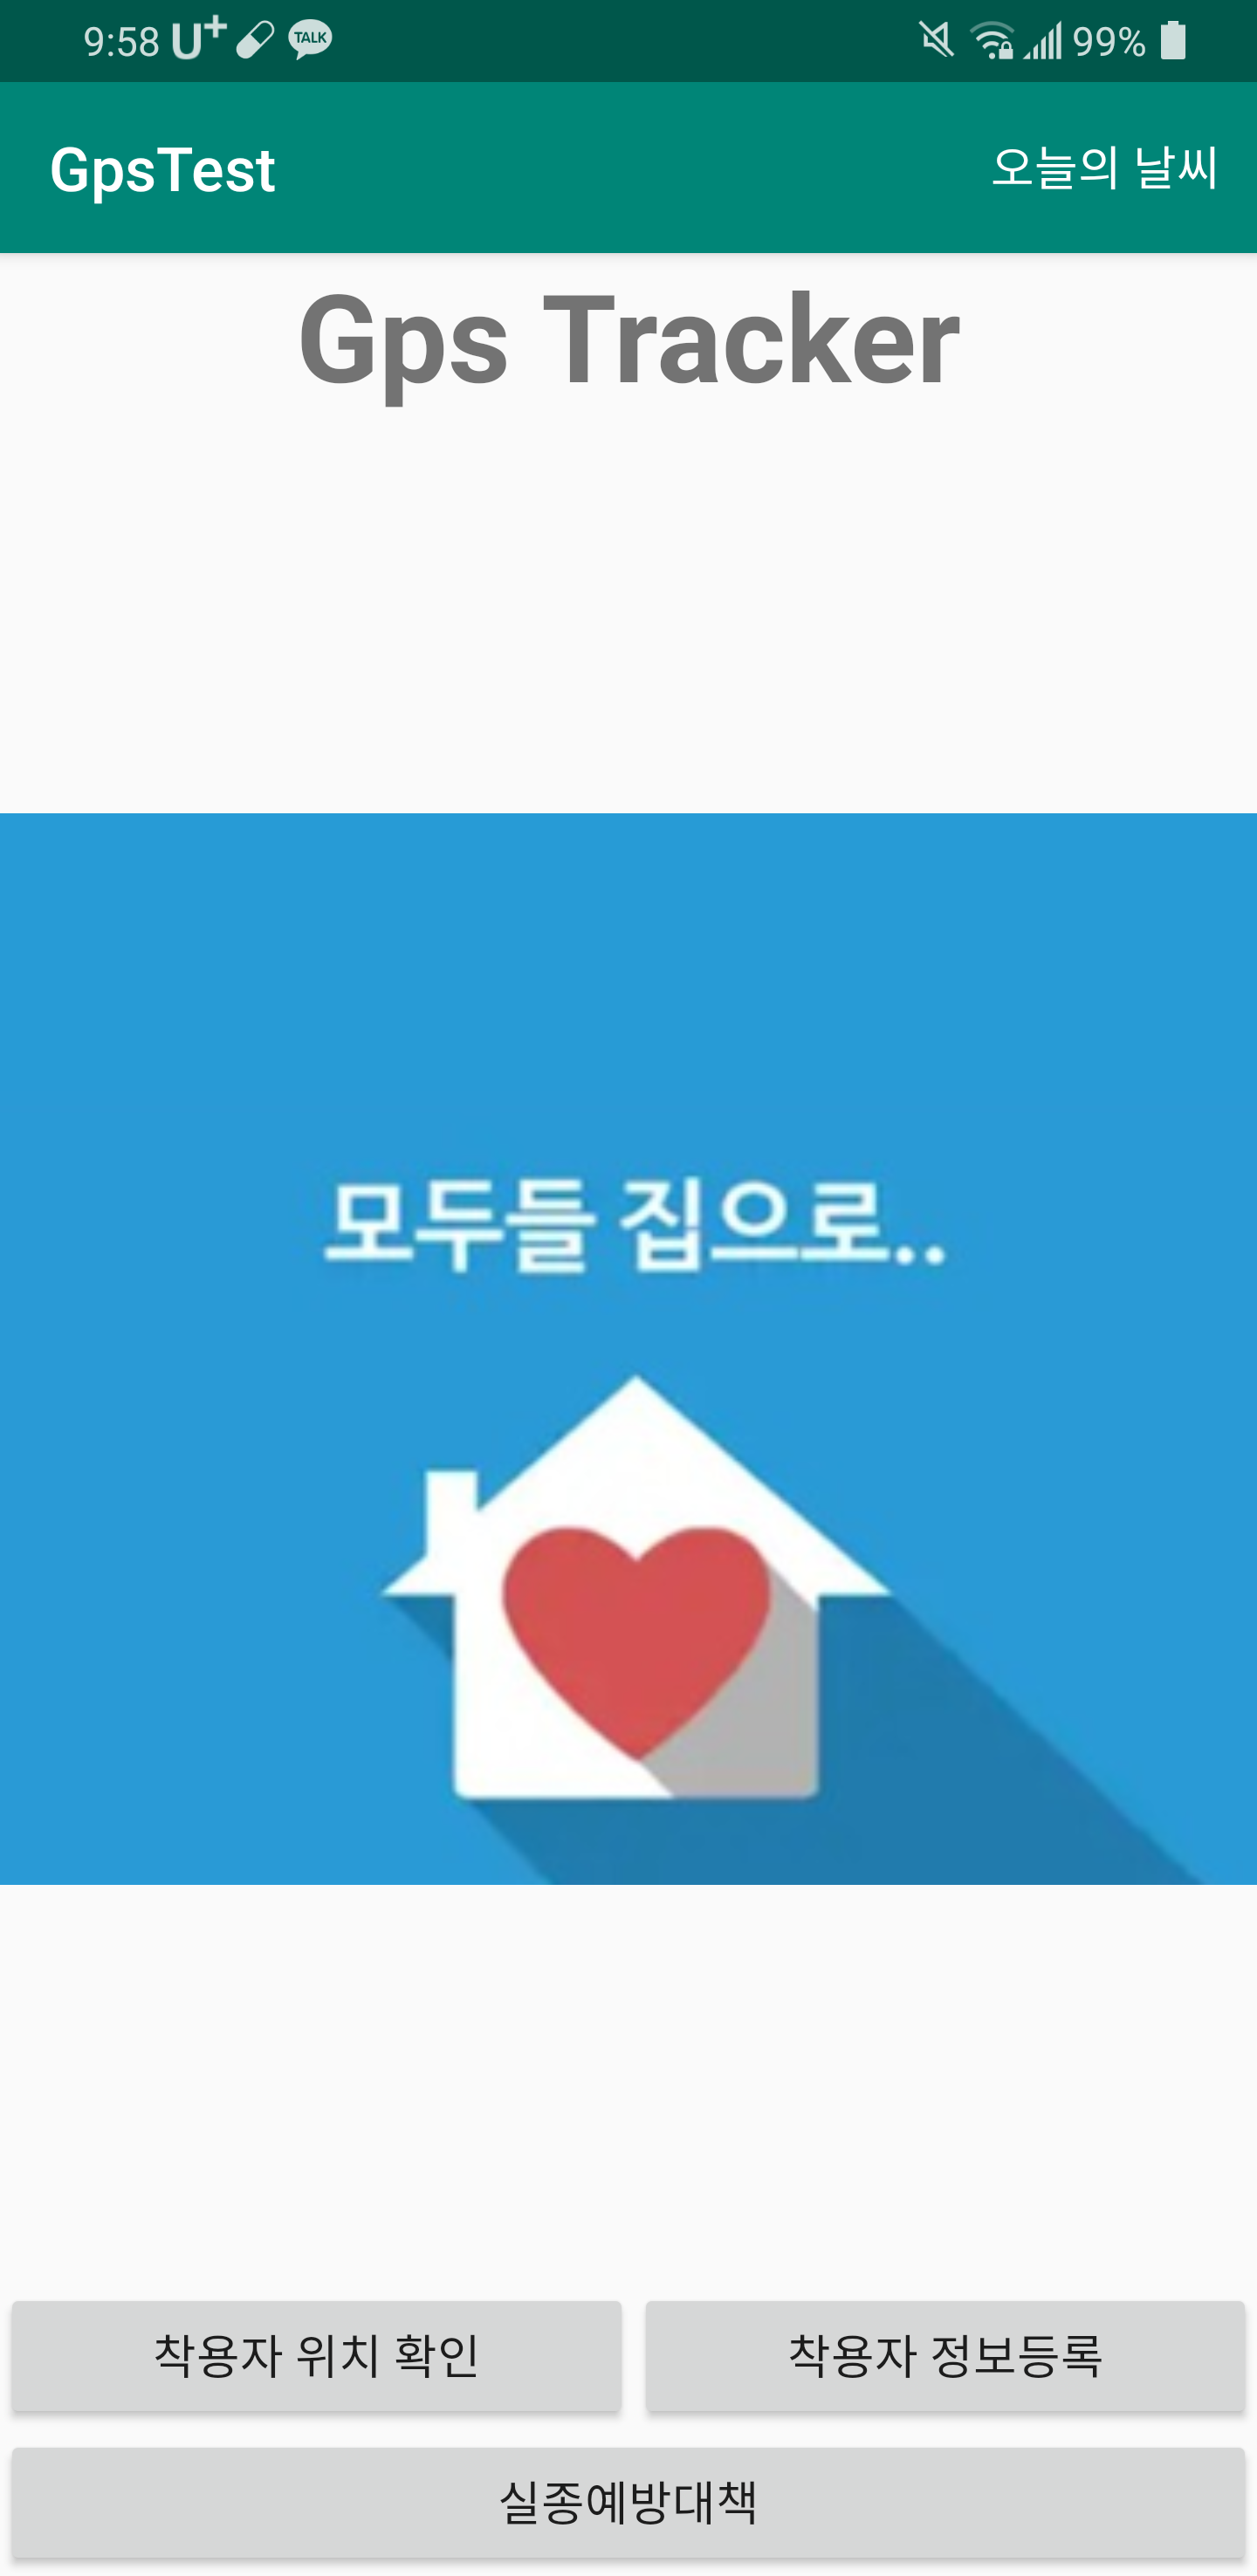 9:58 U+ TALK 99%
GpsTest 오늘의 날씨
Gps Tracker
모두들 집으로..
착용자 위치 확인 착용자 정보등록
실종예방대책